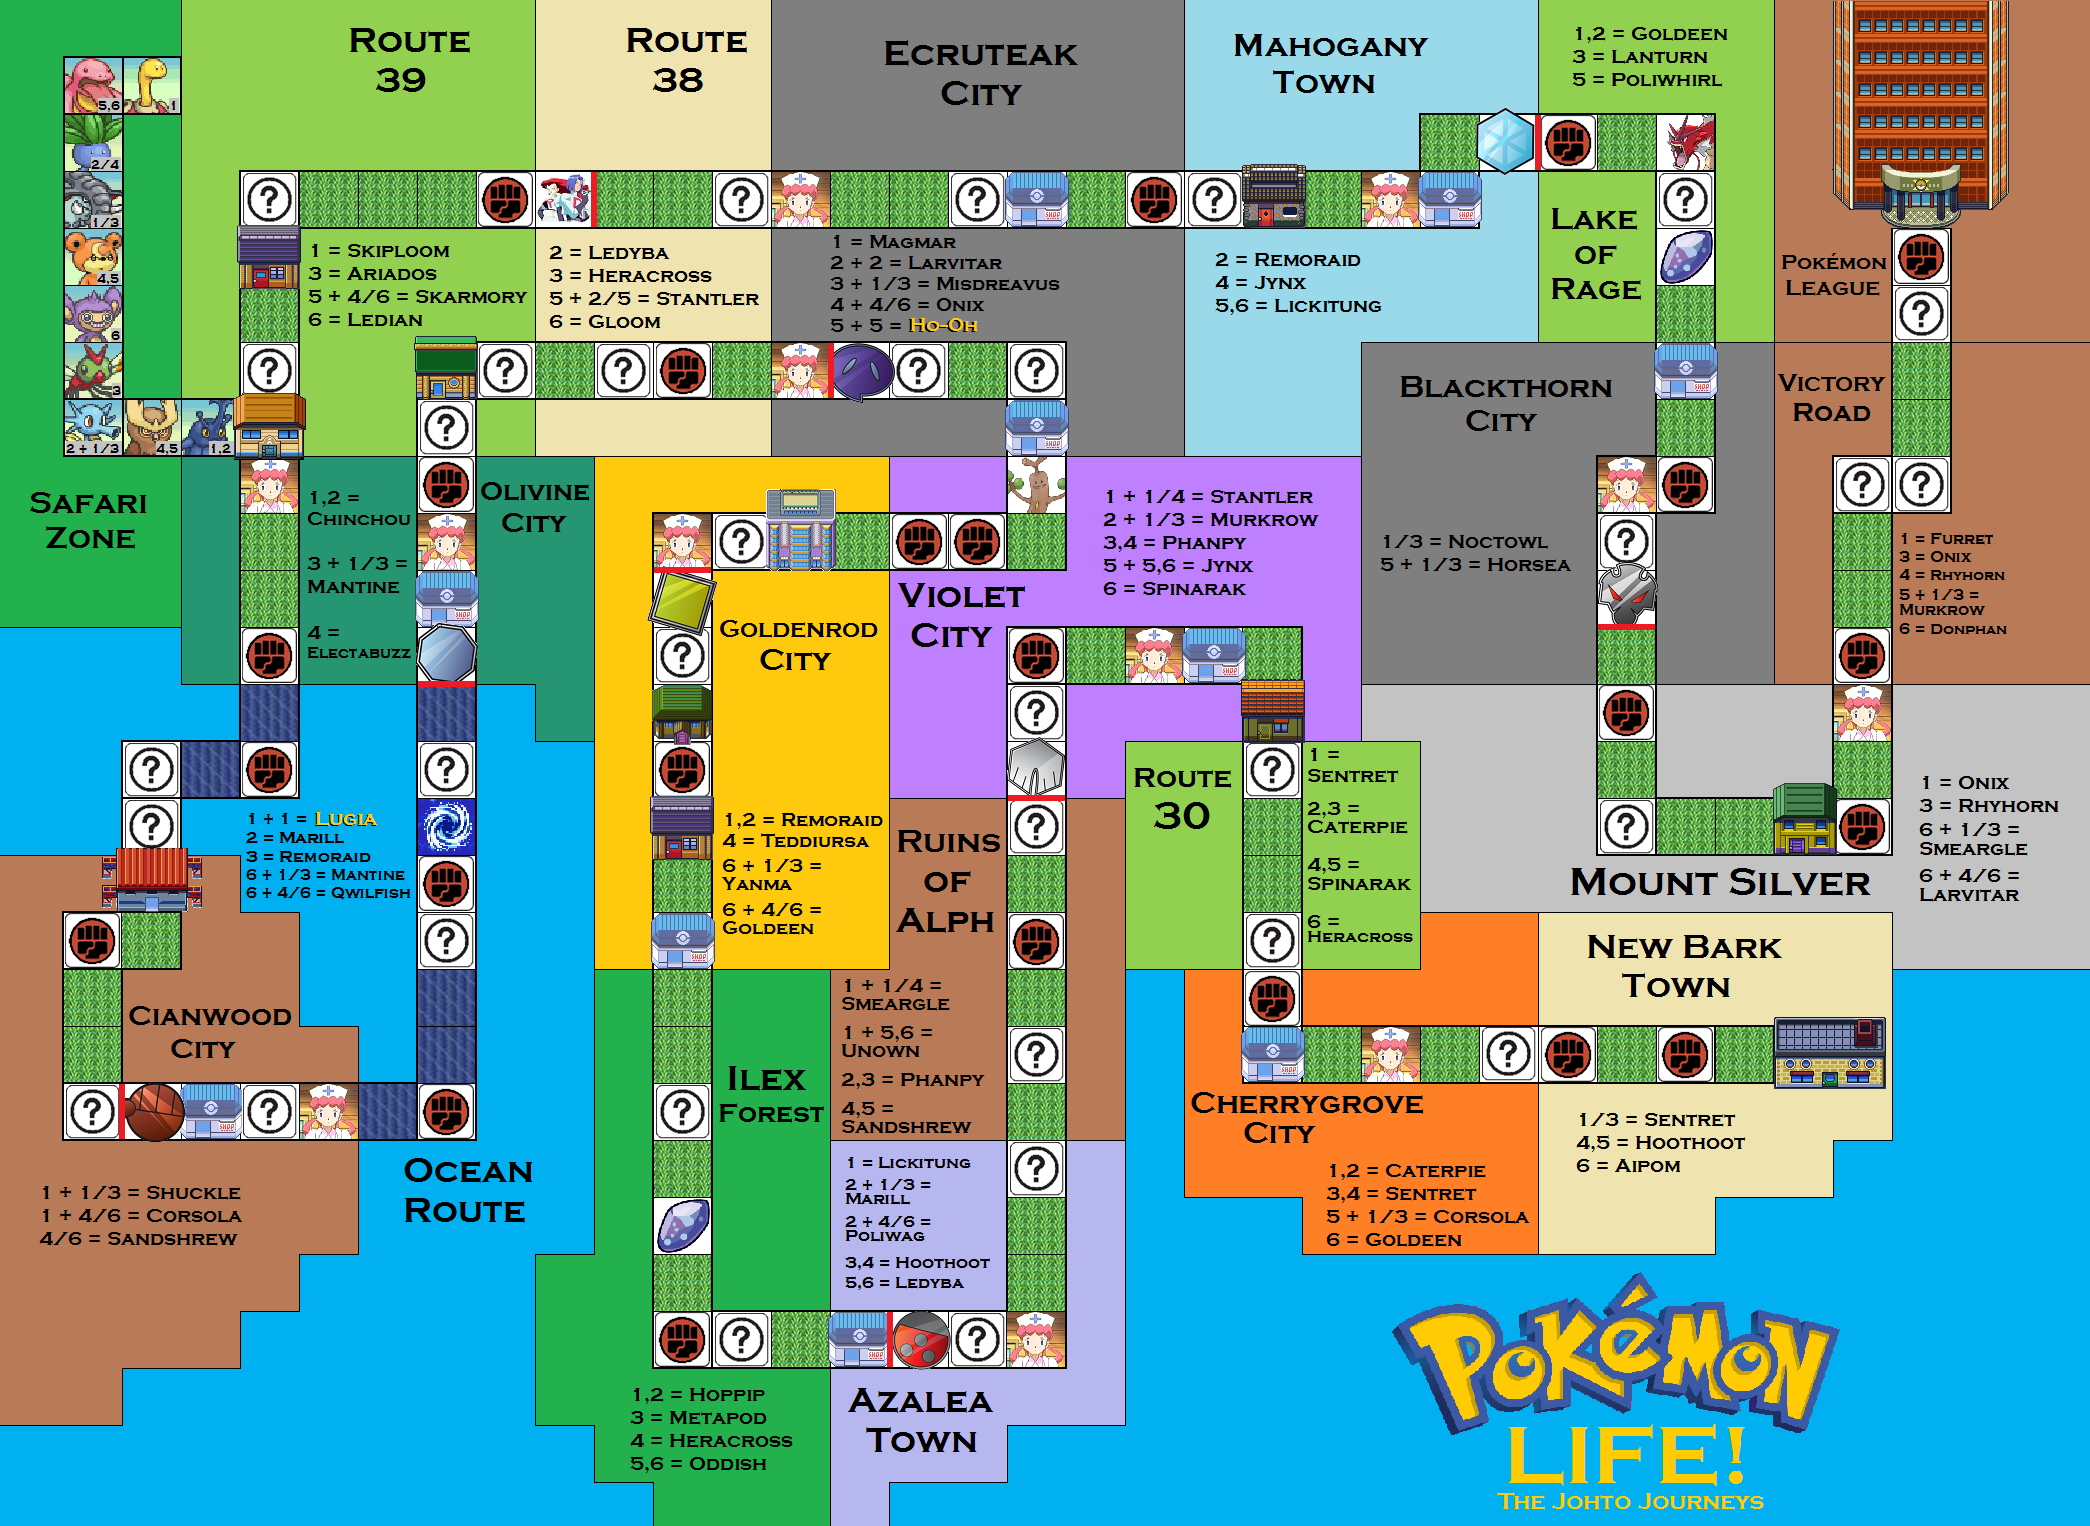 Route
39
Route
38
Ecruteak
City
Mahogany
Town
1,2 = Goldeen
3 = Lanturn
5 = Poliwhirl
5,6
1
2/4
1/3
4,5
6
3
2 + 1/3
4,5
1,2
Safari
Zone
1 = Skiploom
3 = Ariados
5 + 4/6 = Skarmory
6 = Ledian
2 = Ledyba
3 = Heracross
5 + 2/5 = Stantler
6 = Gloom
1 = Magmar
2 + 2 = Larvitar
3 + 1/3 = Misdreavus
4 + 4/6 = Onix
5 + 5 = Ho-Oh
SHOP
SHOP
2 = Remoraid
4 = Jynx
5,6 = Lickitung
Lake
of
Rage
Pokémon
League
Blackthorn
City
SHOP
Victory
Road
1,2 =
Chinchou
3 + 1/3 =
Mantine
4 =
Electabuzz
Olivine
City
SHOP
SHOP
Goldenrod
City
Violet
City
1 + 1/4 = Stantler
2 + 1/3 = Murkrow
3,4 = Phanpy
5 + 5,6 = Jynx
6 = Spinarak
SHOP
1/3 = Noctowl
5 + 1/3 = Horsea
1 = Furret
3 = Onix
4 = Rhyhorn
5 + 1/3 =
Murkrow
6 = Donphan
1 + 1 = Lugia
2 = Marill
3 = Remoraid
6 + 1/3 = Mantine
6 + 4/6 = Qwilfish
1,2 = Remoraid
4 = Teddiursa
6 + 1/3 =
Yanma
6 + 4/6 =
Goldeen
SHOP
Ruins
of
Alph
Route
30
1 =
Sentret
2,3 =
Caterpie
4,5 =
Spinarak
6 =
Heracross
Mount Silver
1 = Onix
3 = Rhyhorn
6 + 1/3 =
Smeargle
6 + 4/6 =
Larvitar
New Bark
Town
Cianwood
City
SHOP
Ocean
Route
1 + 1/3 = Shuckle
1 + 4/6 = Corsola
4/6 = Sandshrew
Ilex
Forest
1 + 1/4 =
Smeargle
1 + 5,6 =
Unown
2,3 = Phanpy
4,5 =
Sandshrew
1 = Lickitung
2 + 1/3 =
Marill
2 + 4/6 =
Poliwag
3,4 = Hoothoot
5,6 = Ledyba
SHOP
Cherrygrove
City
SHOP
1,2 = Caterpie
3,4 = Sentret
5 + 1/3 = Corsola
6 = Goldeen
1/3 = Sentret
4,5 = Hoothoot
6 = Aipom
1,2 = Hoppip
3 = Metapod
4 = Heracross
5,6 = Oddish
Azalea
Town
POKéMON
LIFE!
The Johto Journeys